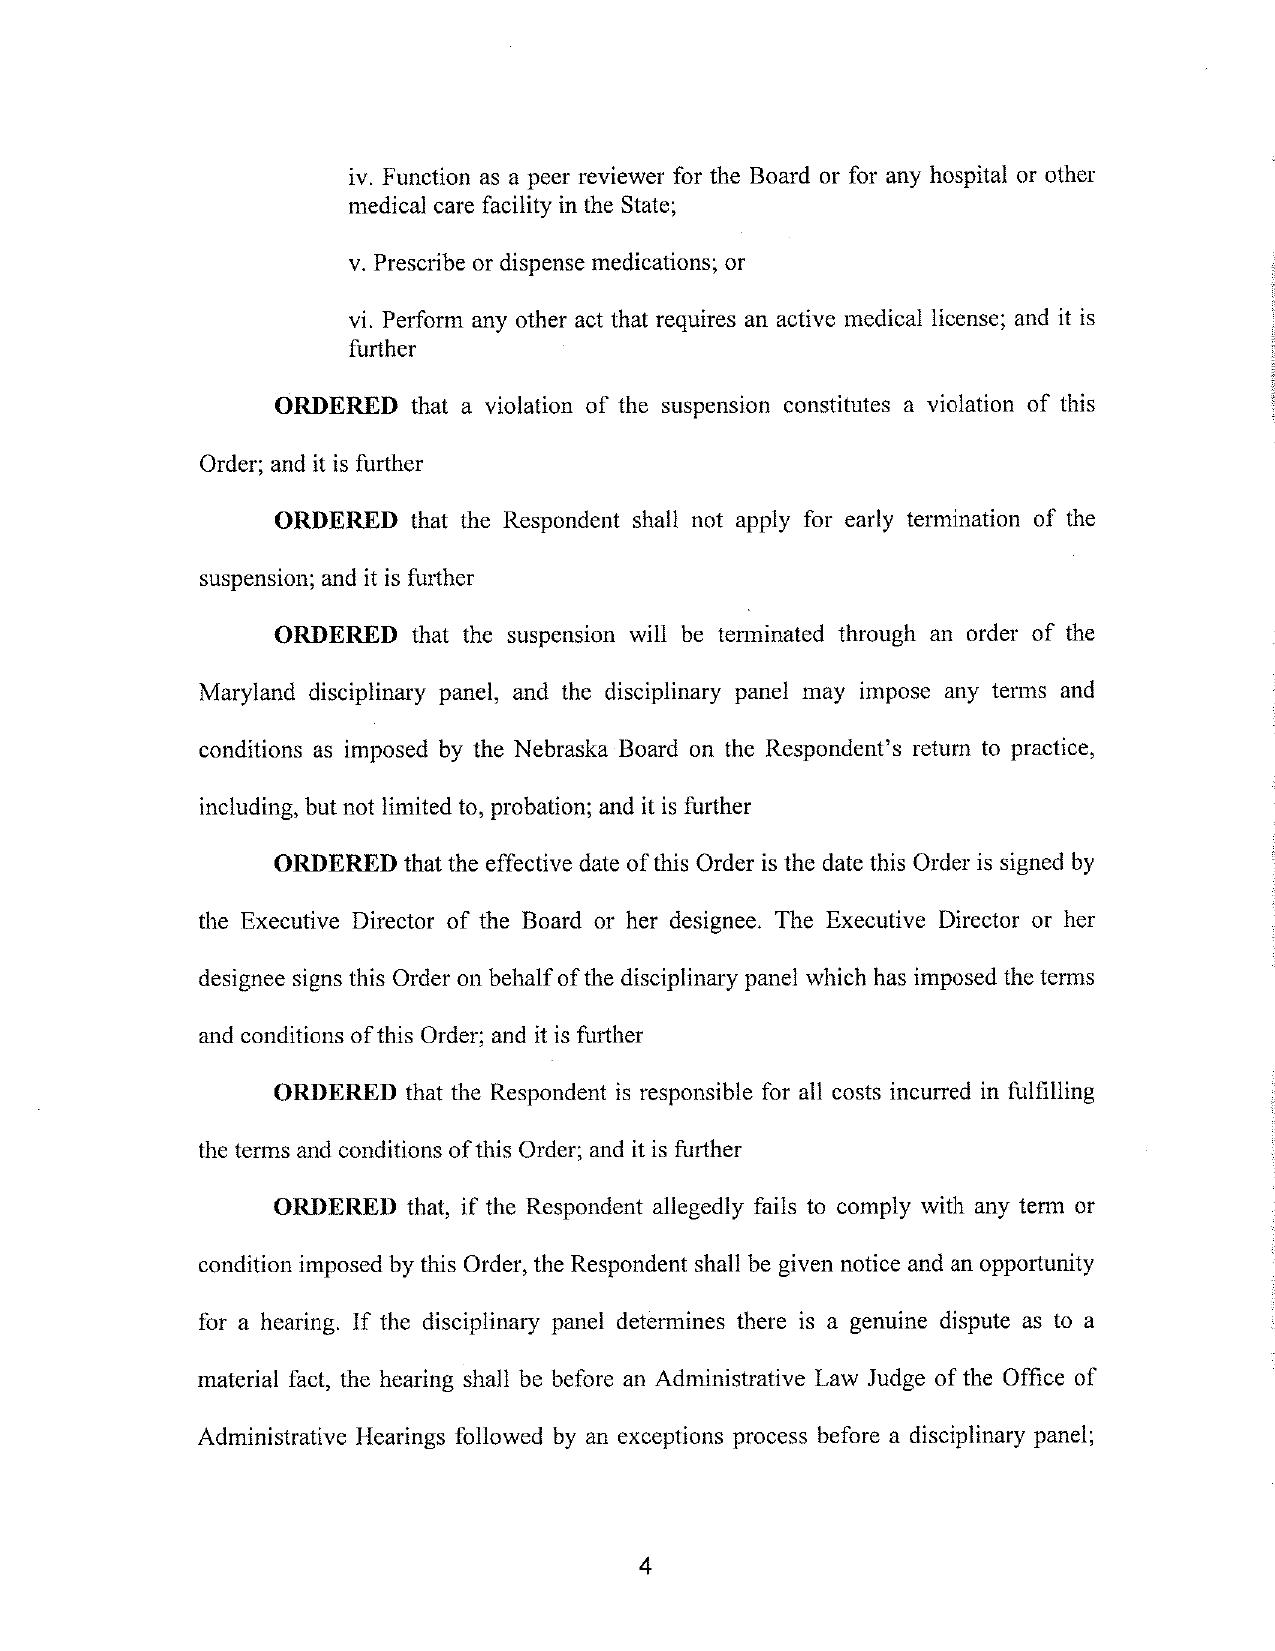 iv. Function as a peer reviewer for the Board or for any hospital or other
medical care facility in the State;
v. Prescribe or dispense medications; or
vi. Perform any other act that requires an active medical license; and it is
further
ORDERED that a violation of the suspension constitutes a violation of this
Order; and it is further
ORDERED that the Respondent shall not apply for early termination of the
suspension; and it is further
ORDERED that the suspension will be terminated through an order of the
Maryland disciplinary panel, and the disciplinary panel may impose any terms and
conditions as imposed by the Nebraska Board on the Respondent's return to practice,
including, but not limited to, probation; and it is further
ORDERED that the effective date of this Order is the date this Order is signed by
the Executive Director of the Board or her designee. The Executive Director or her
designee signs this Order on behalf of the disciplinary panel which has imposed the terms
and conditions of this Order; and it is further
ORDERED that the Respondent is responsible for all costs incurred in fulfilling
the terms and conditions of this Order; and it is further
ORDERED that, if the Respondent allegedly fails to comply with any term or
condition imposed by this Order, the Respondent shall be given notice and an opportunity
for a hearing. If the disciplinary panel determines there is a genuine dispute as to a
material fact, the hearing shall be before an Administrative Law Judge of the Office of
Administrative Hearings followed by an exceptions process before a disciplinary panel;
4